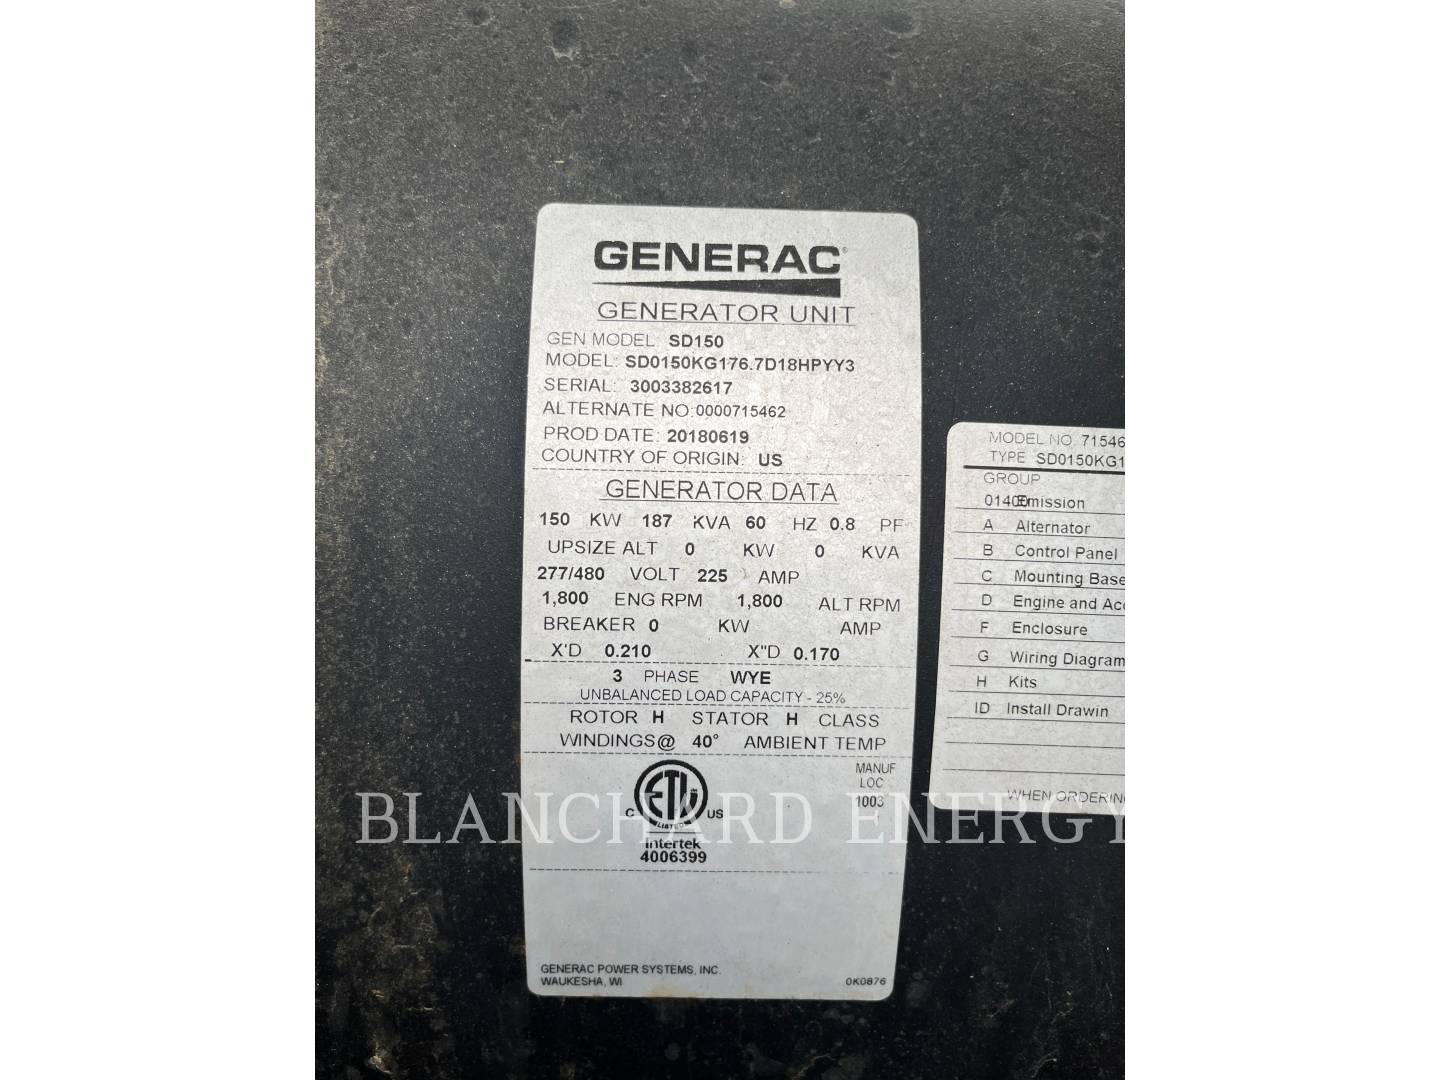 GENERAC®
GENERATOR UNIT
GEN MODEL: SD150
MODEL: SD0150KG176.7D18HPYY3
SERIAL: 3003382617
ALTERNATE NO:0000715462
PROD DATE: 20180619
COUNTRY OF ORIGIN: US
GENERATOR DATA
150 KW 187 KVA 60 HZ 0.8 PF
UPSIZE ALT 0 KW 0 KVA
277/480 VOLT 225 AMP
1,800 ENG RPM 1,800 ALT RPM
BREAKER 0 KW AMP
X'D 0.210 X"D 0.170
3 PHASE WYE
UNBALANCED LOAD CAPACITY - 25%
ROTOR H STATOR H CLASS
WINDINGS@ 40° AMBIENT TEMP
MANUF
LOC
1003
ETL
C US
LISTED
Intertek
4006399
GENERAC POWER SYSTEMS, INC.
WAUKESHA, WI
0K0876
MODEL NO. 71546
TYPE SD0150KG1
GROUP
01400 Emission
A Alternator
B Control Panel
C Mounting Base
D Engine and Acc
F Enclosure
G Wiring Diagram
H Kits
ID Install Drawin
WHEN ORDERIN
BLANCHARD ENERGY